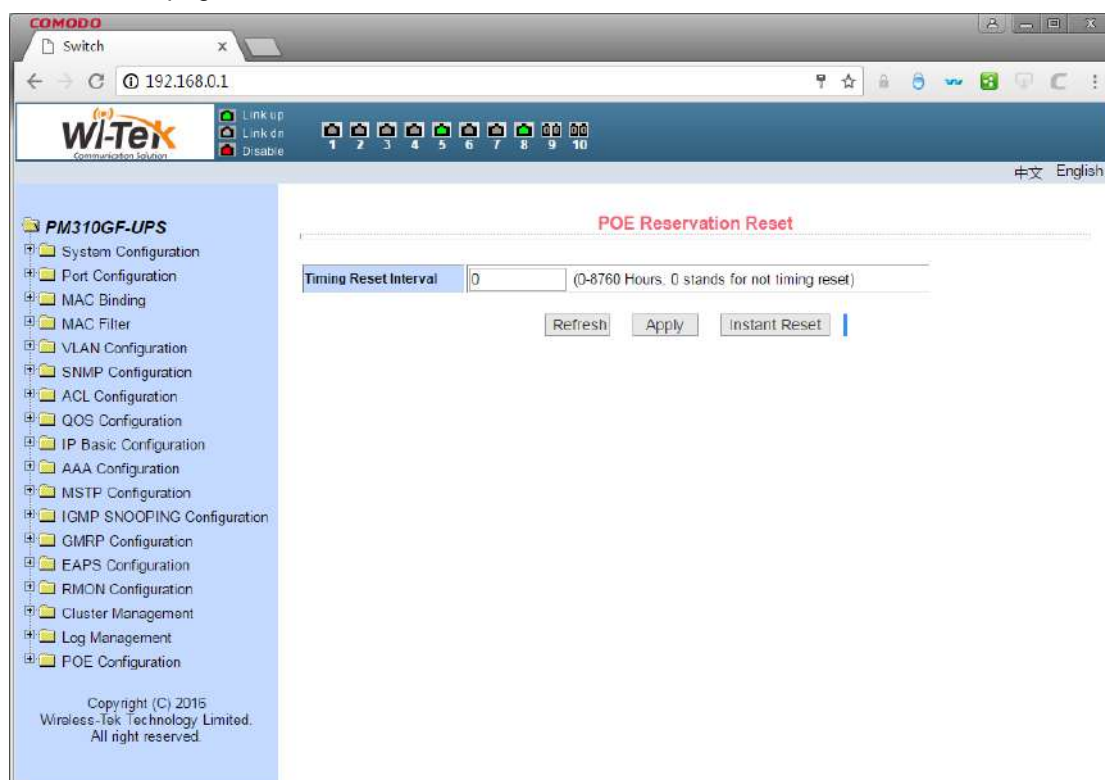 COMODO
Switch
192.168.0.1
WI-Tek
Communication Solution
Link up
Link dn
Disable
1 2 3 4 5 6 7 8 9 10
中文 English
PM310GF-UPS
System Configuration
Port Configuration
MAC Binding
MAC Filter
VLAN Configuration
SNMP Configuration
ACL Configuration
QOS Configuration
IP Basic Configuration
AAA Configuration
MSTP Configuration
IGMP SNOOPING Configuration
GMRP Configuration
EAPS Configuration
RMON Configuration
Cluster Management
Log Management
POE Configuration
Copyright (C) 2016
Wireless-Tek Technology Limited.
All right reserved.
POE Reservation Reset
Timing Reset Interval 0 (0-8760 Hours, 0 stands for not timing reset)
Refresh Apply Instant Reset